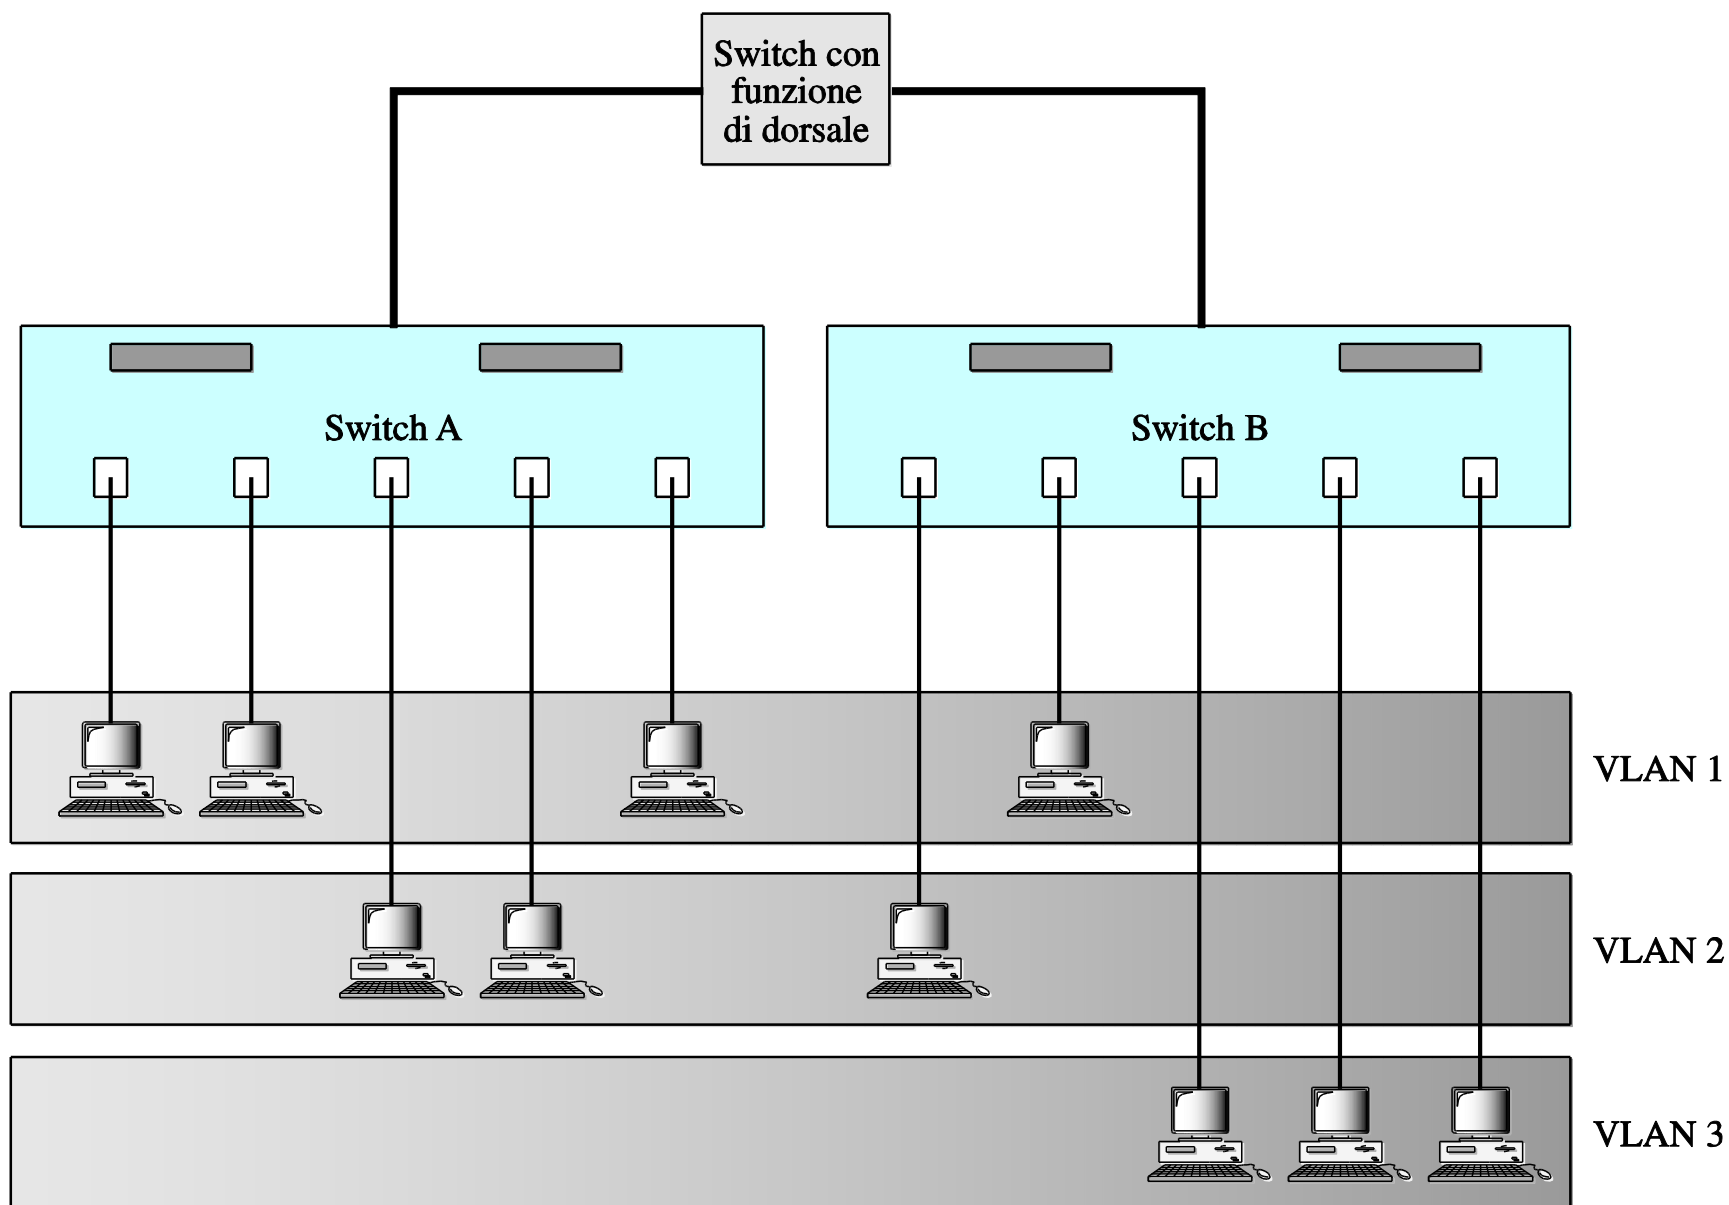 Switch con
funzione
di dorsale
Switch A
Switch B
VLAN 1
VLAN 2
VLAN 3